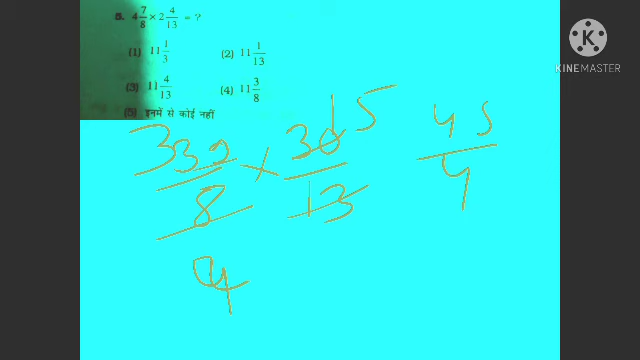 5. 4 7/8 × 2 4/13 = ?
(1) 11 1/3 (2) 11 1/13
(3) 11 4/13 (4) 11 3/8
(5) इनमें से कोई नहीं
× 30 15 45
8 13 4
4
K
KINEMASTER